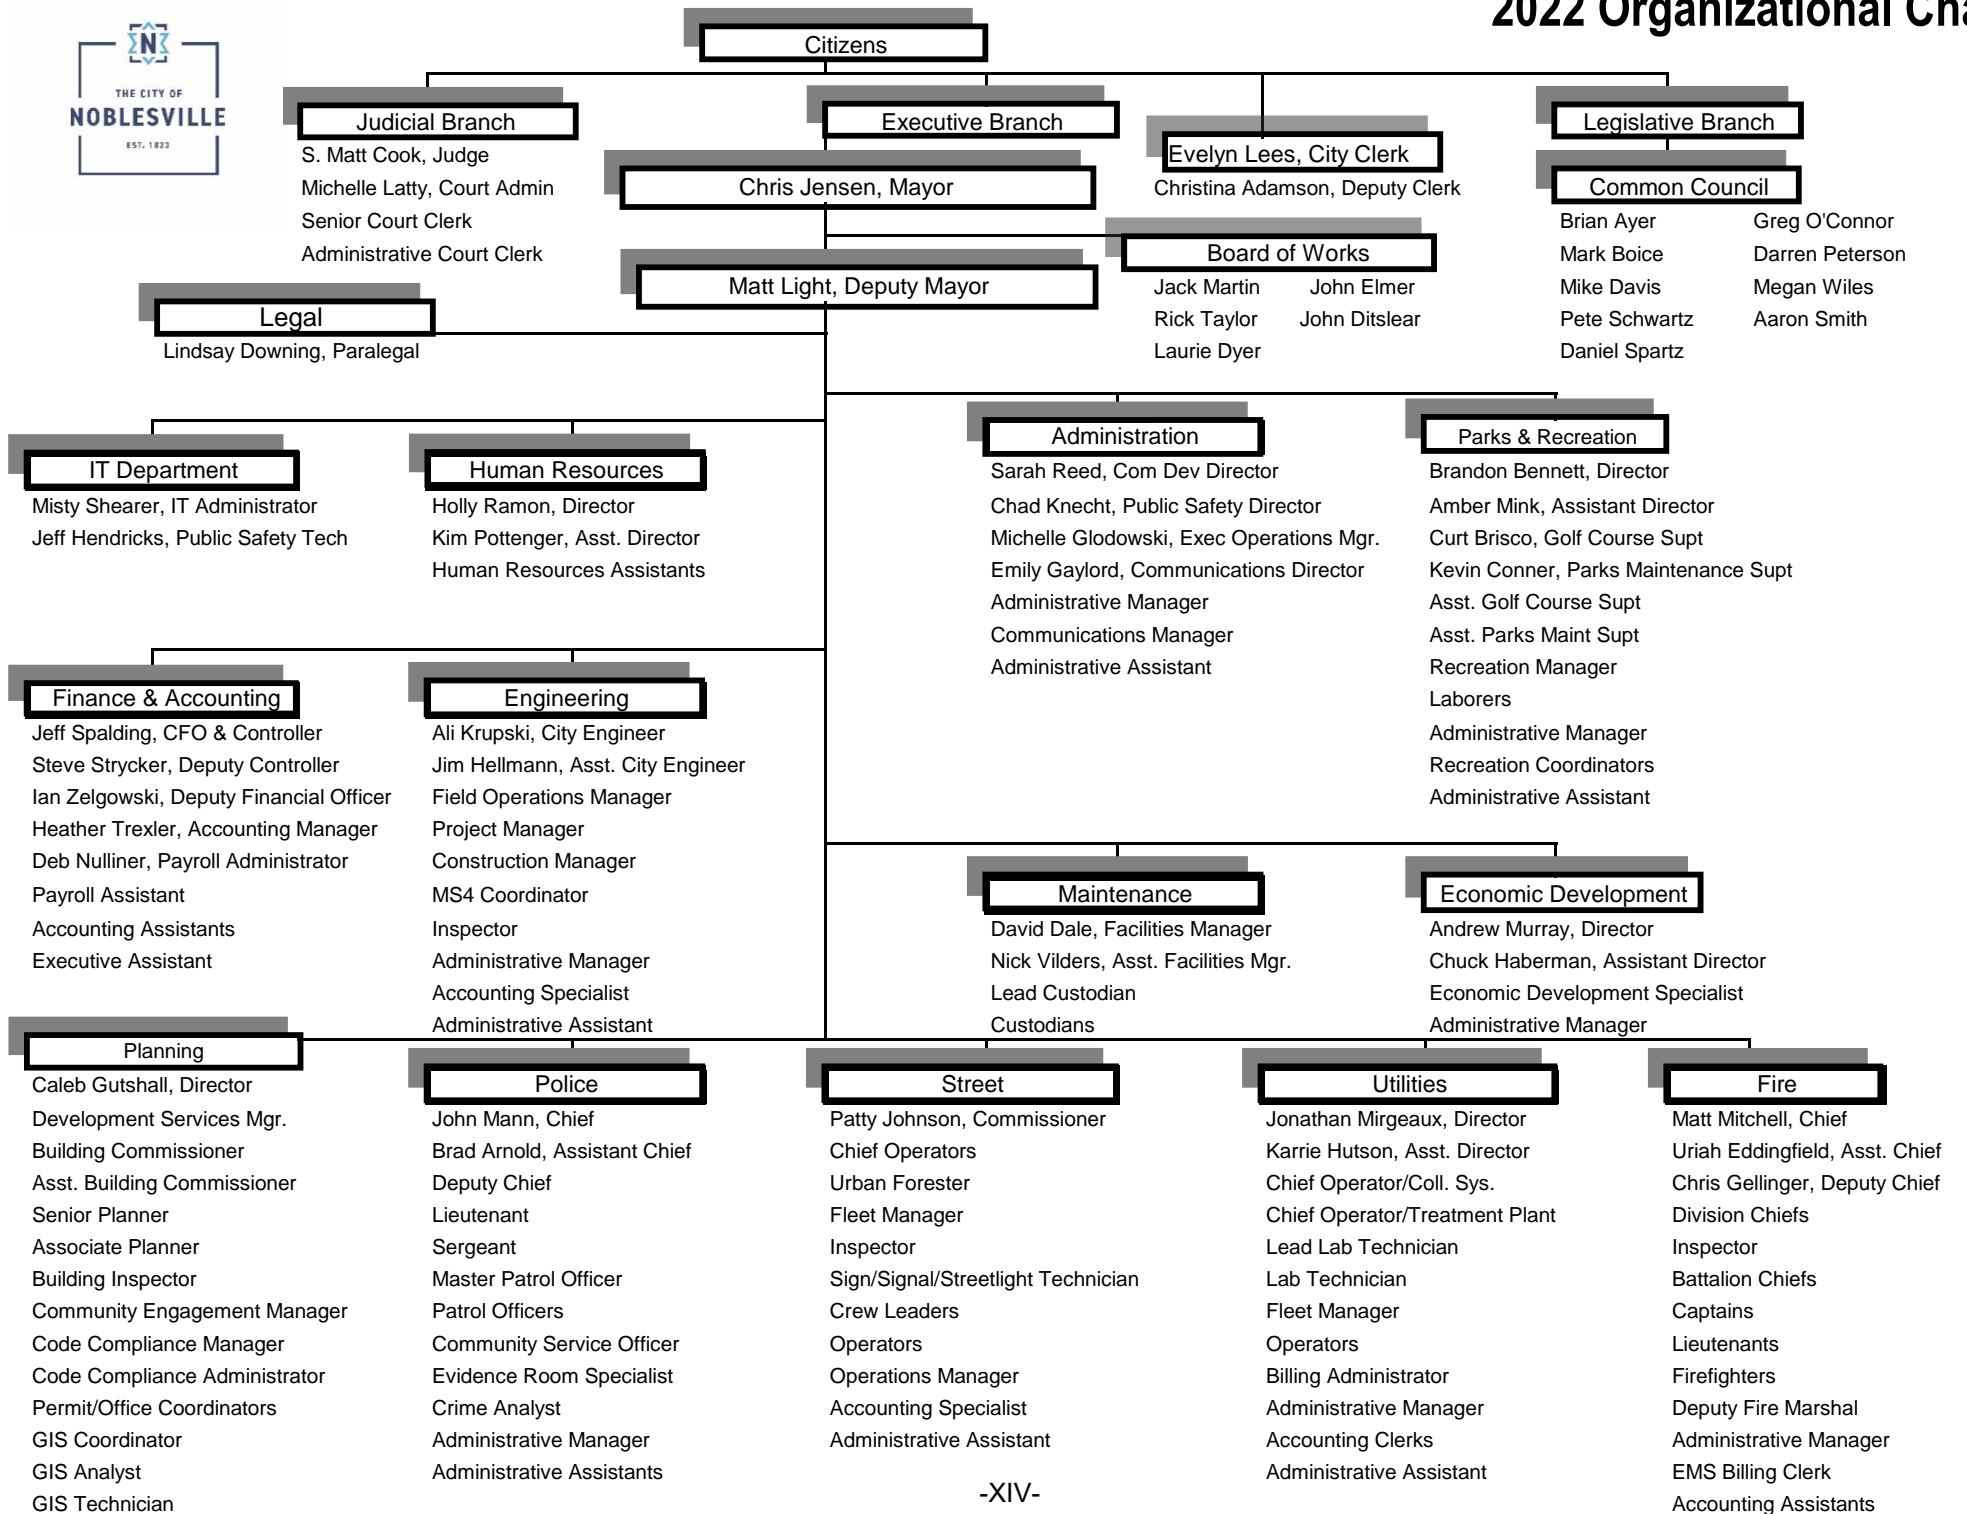 2022 Organizational Cha
N
THE CITY OF
NOBLESVILLE
EST. 1823
Citizens
Judicial Branch
S. Matt Cook, Judge
Michelle Latty, Court Admin
Senior Court Clerk
Administrative Court Clerk
Executive Branch
Chris Jensen, Mayor
Matt Light, Deputy Mayor
Evelyn Lees, City Clerk
Christina Adamson, Deputy Clerk
Board of Works
Jack Martin John Elmer
Rick Taylor John Ditslear
Laurie Dyer
Legislative Branch
Common Council
Brian Ayer Greg O'Connor
Mark Boice Darren Peterson
Mike Davis Megan Wiles
Pete Schwartz Aaron Smith
Daniel Spartz
Legal
Lindsay Downing, Paralegal
IT Department
Misty Shearer, IT Administrator
Jeff Hendricks, Public Safety Tech
Human Resources
Holly Ramon, Director
Kim Pottenger, Asst. Director
Human Resources Assistants
Administration
Sarah Reed, Com Dev Director
Chad Knecht, Public Safety Director
Michelle Glodowski, Exec Operations Mgr.
Emily Gaylord, Communications Director
Administrative Manager
Communications Manager
Administrative Assistant
Parks & Recreation
Brandon Bennett, Director
Amber Mink, Assistant Director
Curt Brisco, Golf Course Supt
Kevin Conner, Parks Maintenance Supt
Asst. Golf Course Supt
Asst. Parks Maint Supt
Recreation Manager
Laborers
Administrative Manager
Recreation Coordinators
Administrative Assistant
Finance & Accounting
Jeff Spalding, CFO & Controller
Steve Strycker, Deputy Controller
Ian Zelgowski, Deputy Financial Officer
Heather Trexler, Accounting Manager
Deb Nulliner, Payroll Administrator
Payroll Assistant
Accounting Assistants
Executive Assistant
Engineering
Ali Krupski, City Engineer
Jim Hellmann, Asst. City Engineer
Field Operations Manager
Project Manager
Construction Manager
MS4 Coordinator
Inspector
Administrative Manager
Accounting Specialist
Administrative Assistant
Maintenance
David Dale, Facilities Manager
Nick Vilders, Asst. Facilities Mgr.
Lead Custodian
Custodians
Economic Development
Andrew Murray, Director
Chuck Haberman, Assistant Director
Economic Development Specialist
Administrative Manager
Planning
Caleb Gutshall, Director
Development Services Mgr.
Building Commissioner
Asst. Building Commissioner
Senior Planner
Associate Planner
Building Inspector
Community Engagement Manager
Code Compliance Manager
Code Compliance Administrator
Permit/Office Coordinators
GIS Coordinator
GIS Analyst
GIS Technician
Police
John Mann, Chief
Brad Arnold, Assistant Chief
Deputy Chief
Lieutenant
Sergeant
Master Patrol Officer
Patrol Officers
Community Service Officer
Evidence Room Specialist
Crime Analyst
Administrative Manager
Administrative Assistants
Street
Patty Johnson, Commissioner
Chief Operators
Urban Forester
Fleet Manager
Inspector
Sign/Signal/Streetlight Technician
Crew Leaders
Operators
Operations Manager
Accounting Specialist
Administrative Assistant
Utilities
Jonathan Mirgeaux, Director
Karrie Hutson, Asst. Director
Chief Operator/Coll. Sys.
Chief Operator/Treatment Plant
Lead Lab Technician
Lab Technician
Fleet Manager
Operators
Billing Administrator
Administrative Manager
Accounting Clerks
Administrative Assistant
Fire
Matt Mitchell, Chief
Uriah Eddingfield, Asst. Chief
Chris Gellinger, Deputy Chief
Division Chiefs
Inspector
Battalion Chiefs
Captains
Lieutenants
Firefighters
Deputy Fire Marshal
Administrative Manager
EMS Billing Clerk
Accounting Assistants
-XIV-